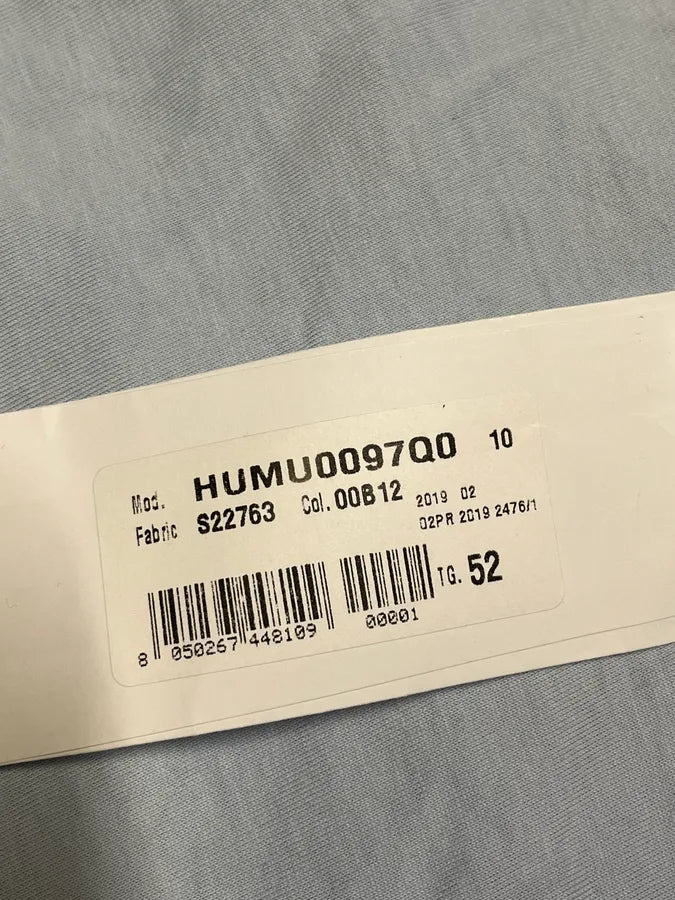 Mod. HUMU0097Q0 10
Fabric S22763 Col. 00B12 2019 02
02PR 2019 2476/1
TG. 52
8 050267 448109 00001